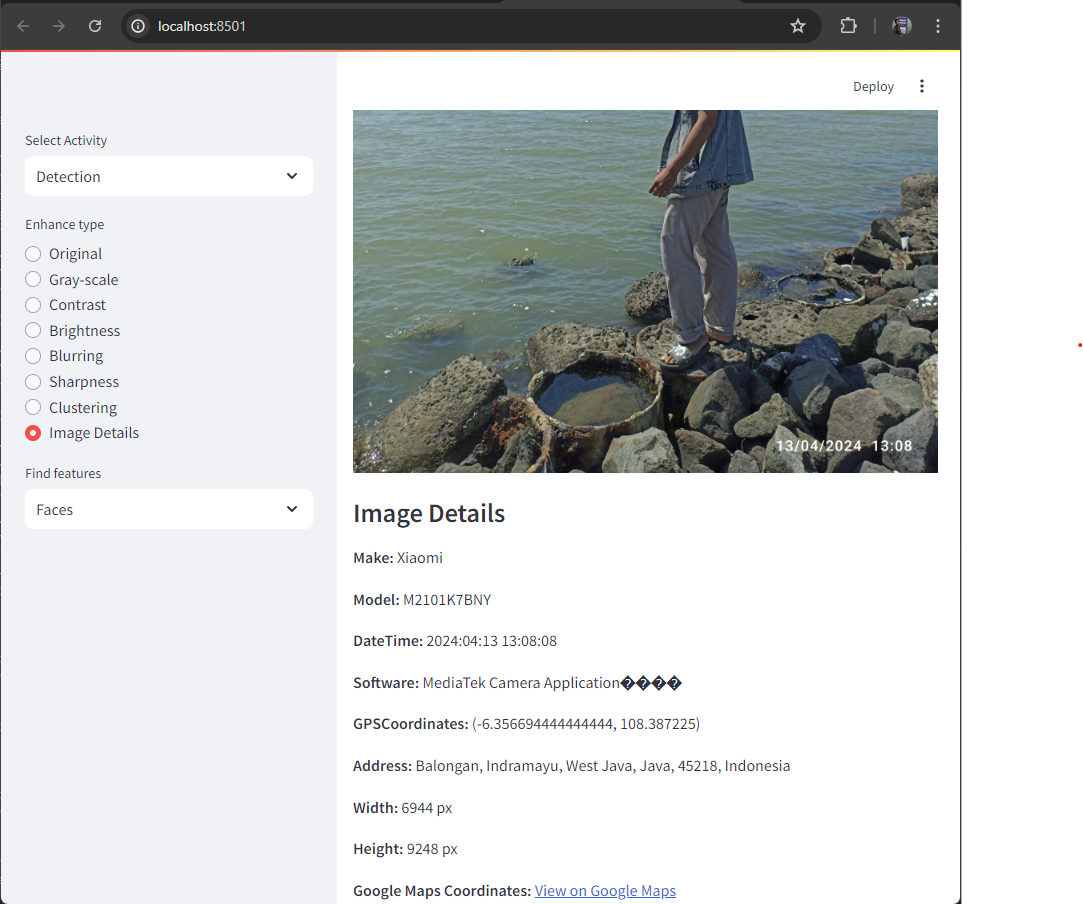 localhost:8501
Deploy
Select Activity
Detection
Enhance type
Original
Gray-scale
Contrast
Brightness
Blurring
Sharpness
Clustering
Image Details
Find features
Faces
13/04/2024 13:08
Image Details
Make: Xiaomi
Model: M2101K7BNY
DateTime: 2024:04:13 13:08:08
Software: MediaTek Camera Application����
GPSCoordinates: (-6.356694444444444, 108.387225)
Address: Balongan, Indramayu, West Java, Java, 45218, Indonesia
Width: 6944 px
Height: 9248 px
Google Maps Coordinates: View on Google Maps